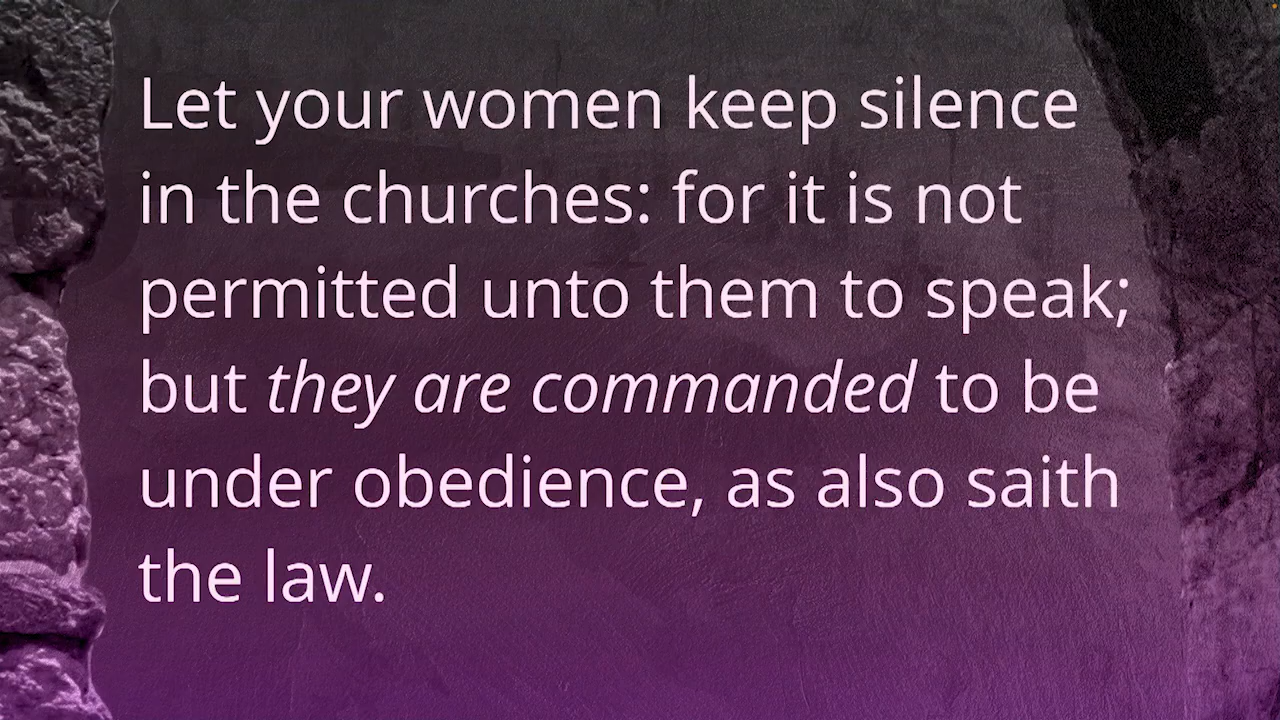 Let your women keep silence
in the churches: for it is not
permitted unto them to speak;
but they are commanded to be
under obedience, as also saith
the law.